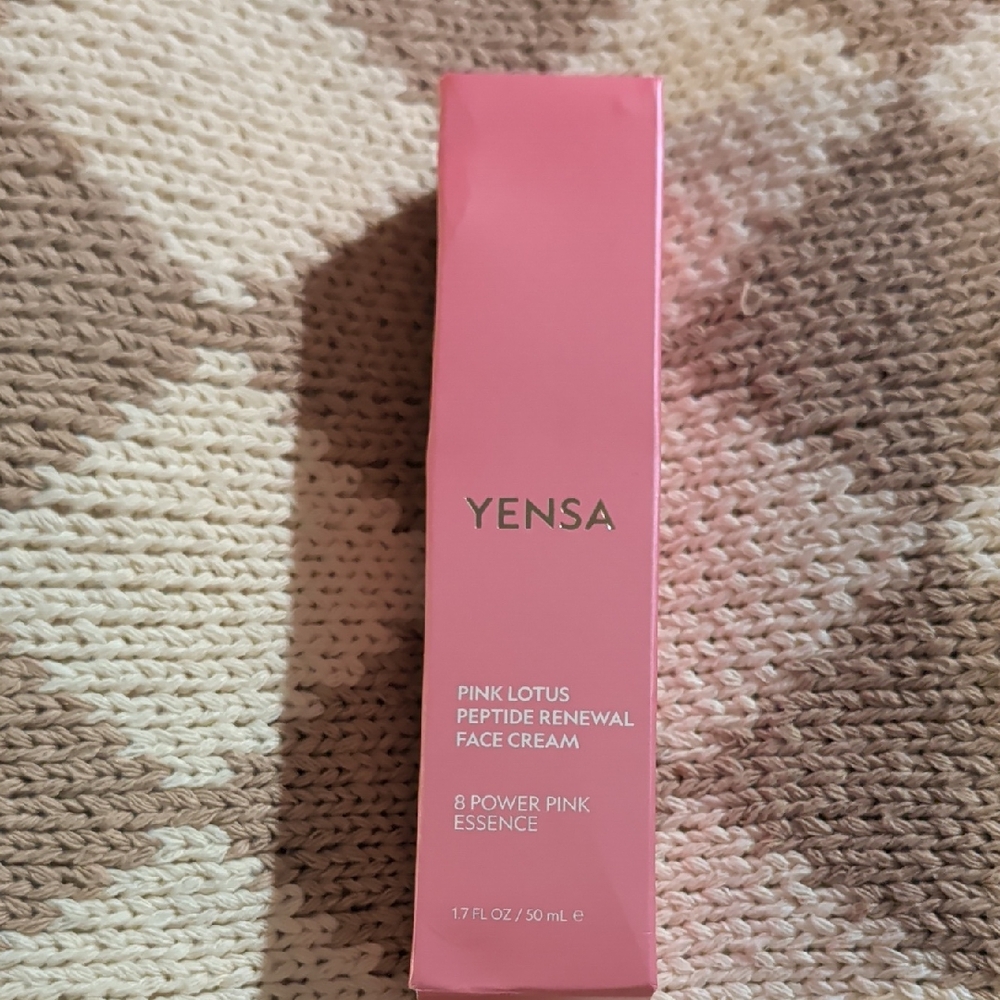 YENSA
PINK LOTUS
PEPTIDE RENEWAL
FACE CREAM
8 POWER PINK
ESSENCE
1.7 FL OZ / 50 mL ℮